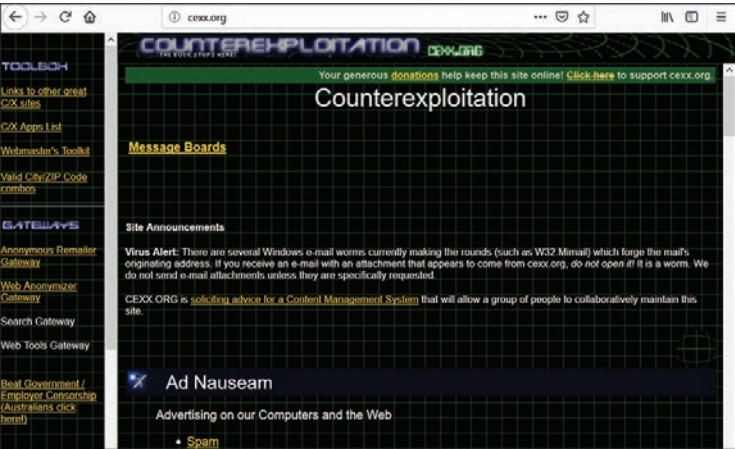 cexx.org
COUNTEREXPLOITATION CEXX.ORG
THE BUCK STOPS HERE!
TOOLBOX
Links to other great
C/X sites
C/X Apps List
Webmaster's Toolkit
Valid City/ZIP Code
combos
GATEWAYS
Anonymous Remailer
Gateway
Web Anonymizer
Gateway
Search Gateway
Web Tools Gateway
Beat Government /
Employer Censorship
(Australians click
here!)
Your generous donations help keep this site online! Click here to support cexx.org.
Counterexploitation
Message Boards
Site Announcements
Virus Alert: There are several Windows e-mail worms currently making the rounds (such as W32.Mimail) which forge the mail's
originating address. If you receive an e-mail with an attachment that appears to come from cexx.org, do not open it! It is a worm. We
do not send e-mail attachments unless they are specifically requested.
CEXX.ORG is soliciting advice for a Content Management System that will allow a group of people to collaboratively maintain this
site.
Ad Nauseam
Advertising on our Computers and the Web
• Spam